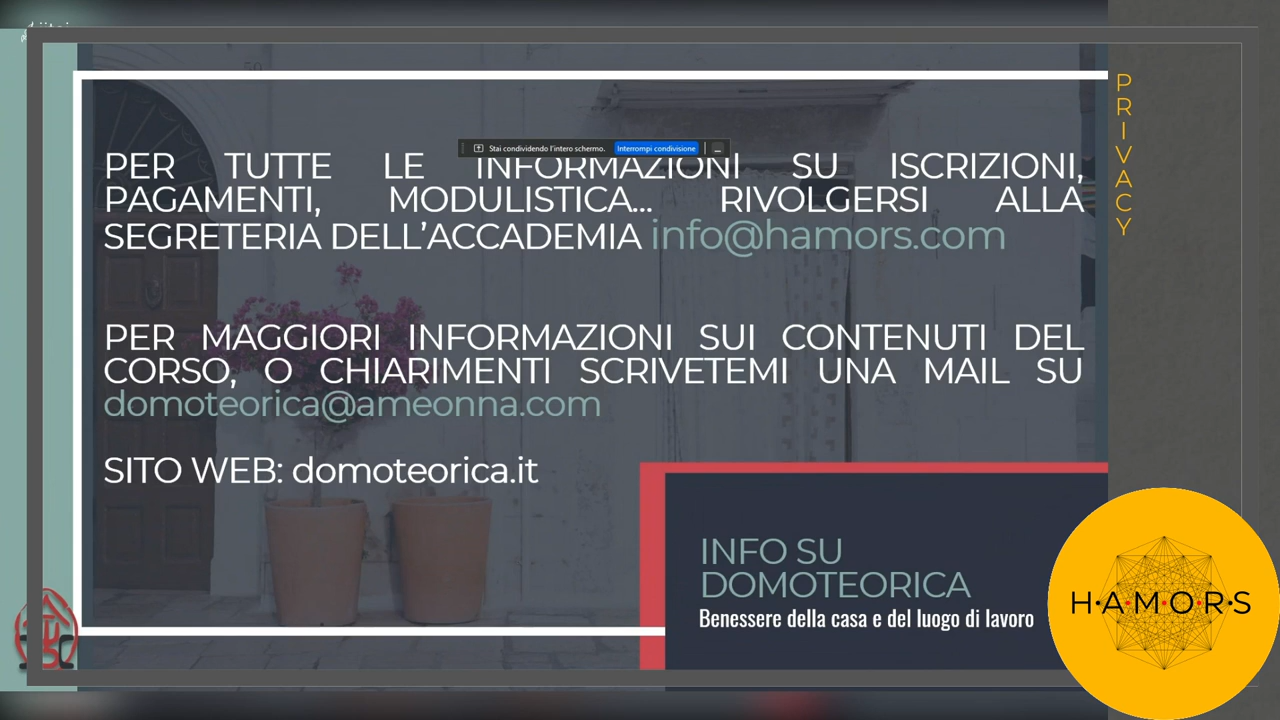 Stai condividendo l'intero schermo. Interrompi condivisione
PER TUTTE LE INFORMAZIONI SU ISCRIZIONI,
PAGAMENTI, MODULISTICA... RIVOLGERSI ALLA
SEGRETERIA DELL'ACCADEMIA info@hamors.com
PER MAGGIORI INFORMAZIONI SUI CONTENUTI DEL
CORSO, O CHIARIMENTI SCRIVETEMI UNA MAIL SU
domoteorica@ameonna.com
SITO WEB: domoteorica.it
INFO SU
DOMOTEORICA
Benessere della casa e del luogo di lavoro
PRIVACY
H·A·M·O·R·S